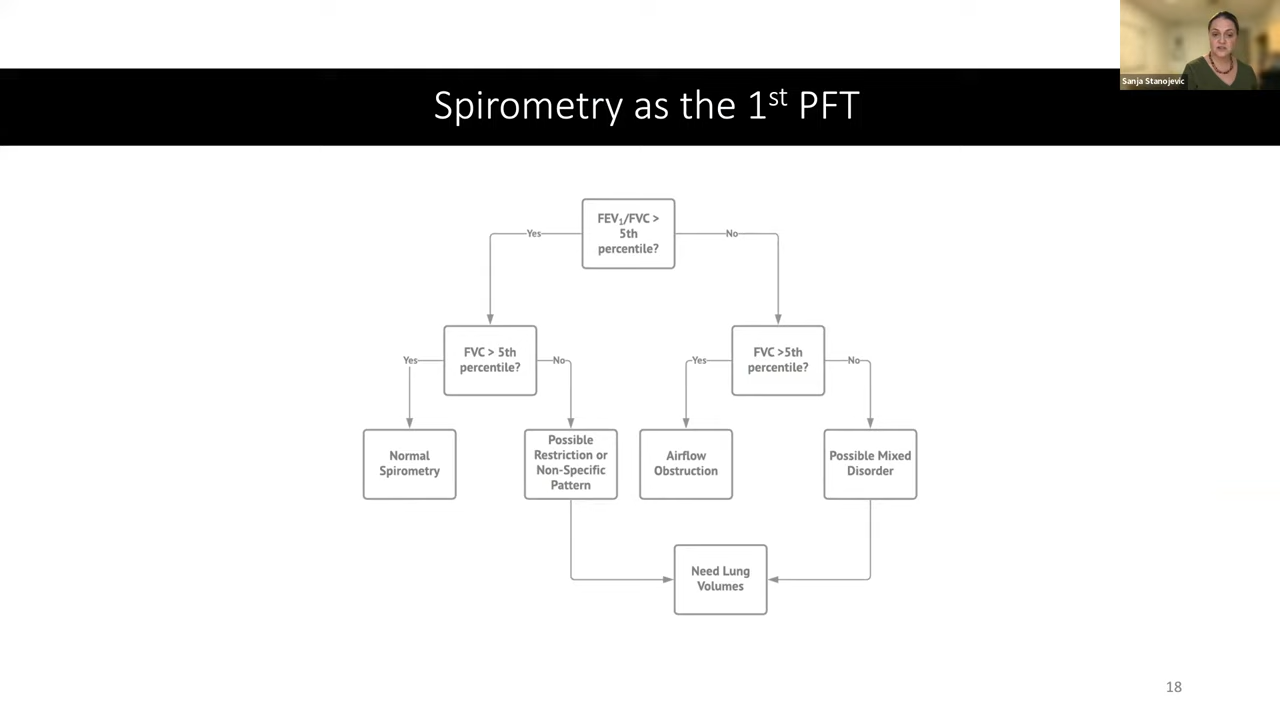 Sanja Stanojevic
Spirometry as the 1st PFT
FEV₁/FVC >
5th
percentile?
Yes
No
FVC > 5th
percentile?
FVC >5th
percentile?
Yes
No
Yes
No
Normal
Spirometry
Possible
Restriction or
Non-Specific
Pattern
Airflow
Obstruction
Possible Mixed
Disorder
Need Lung
Volumes
18